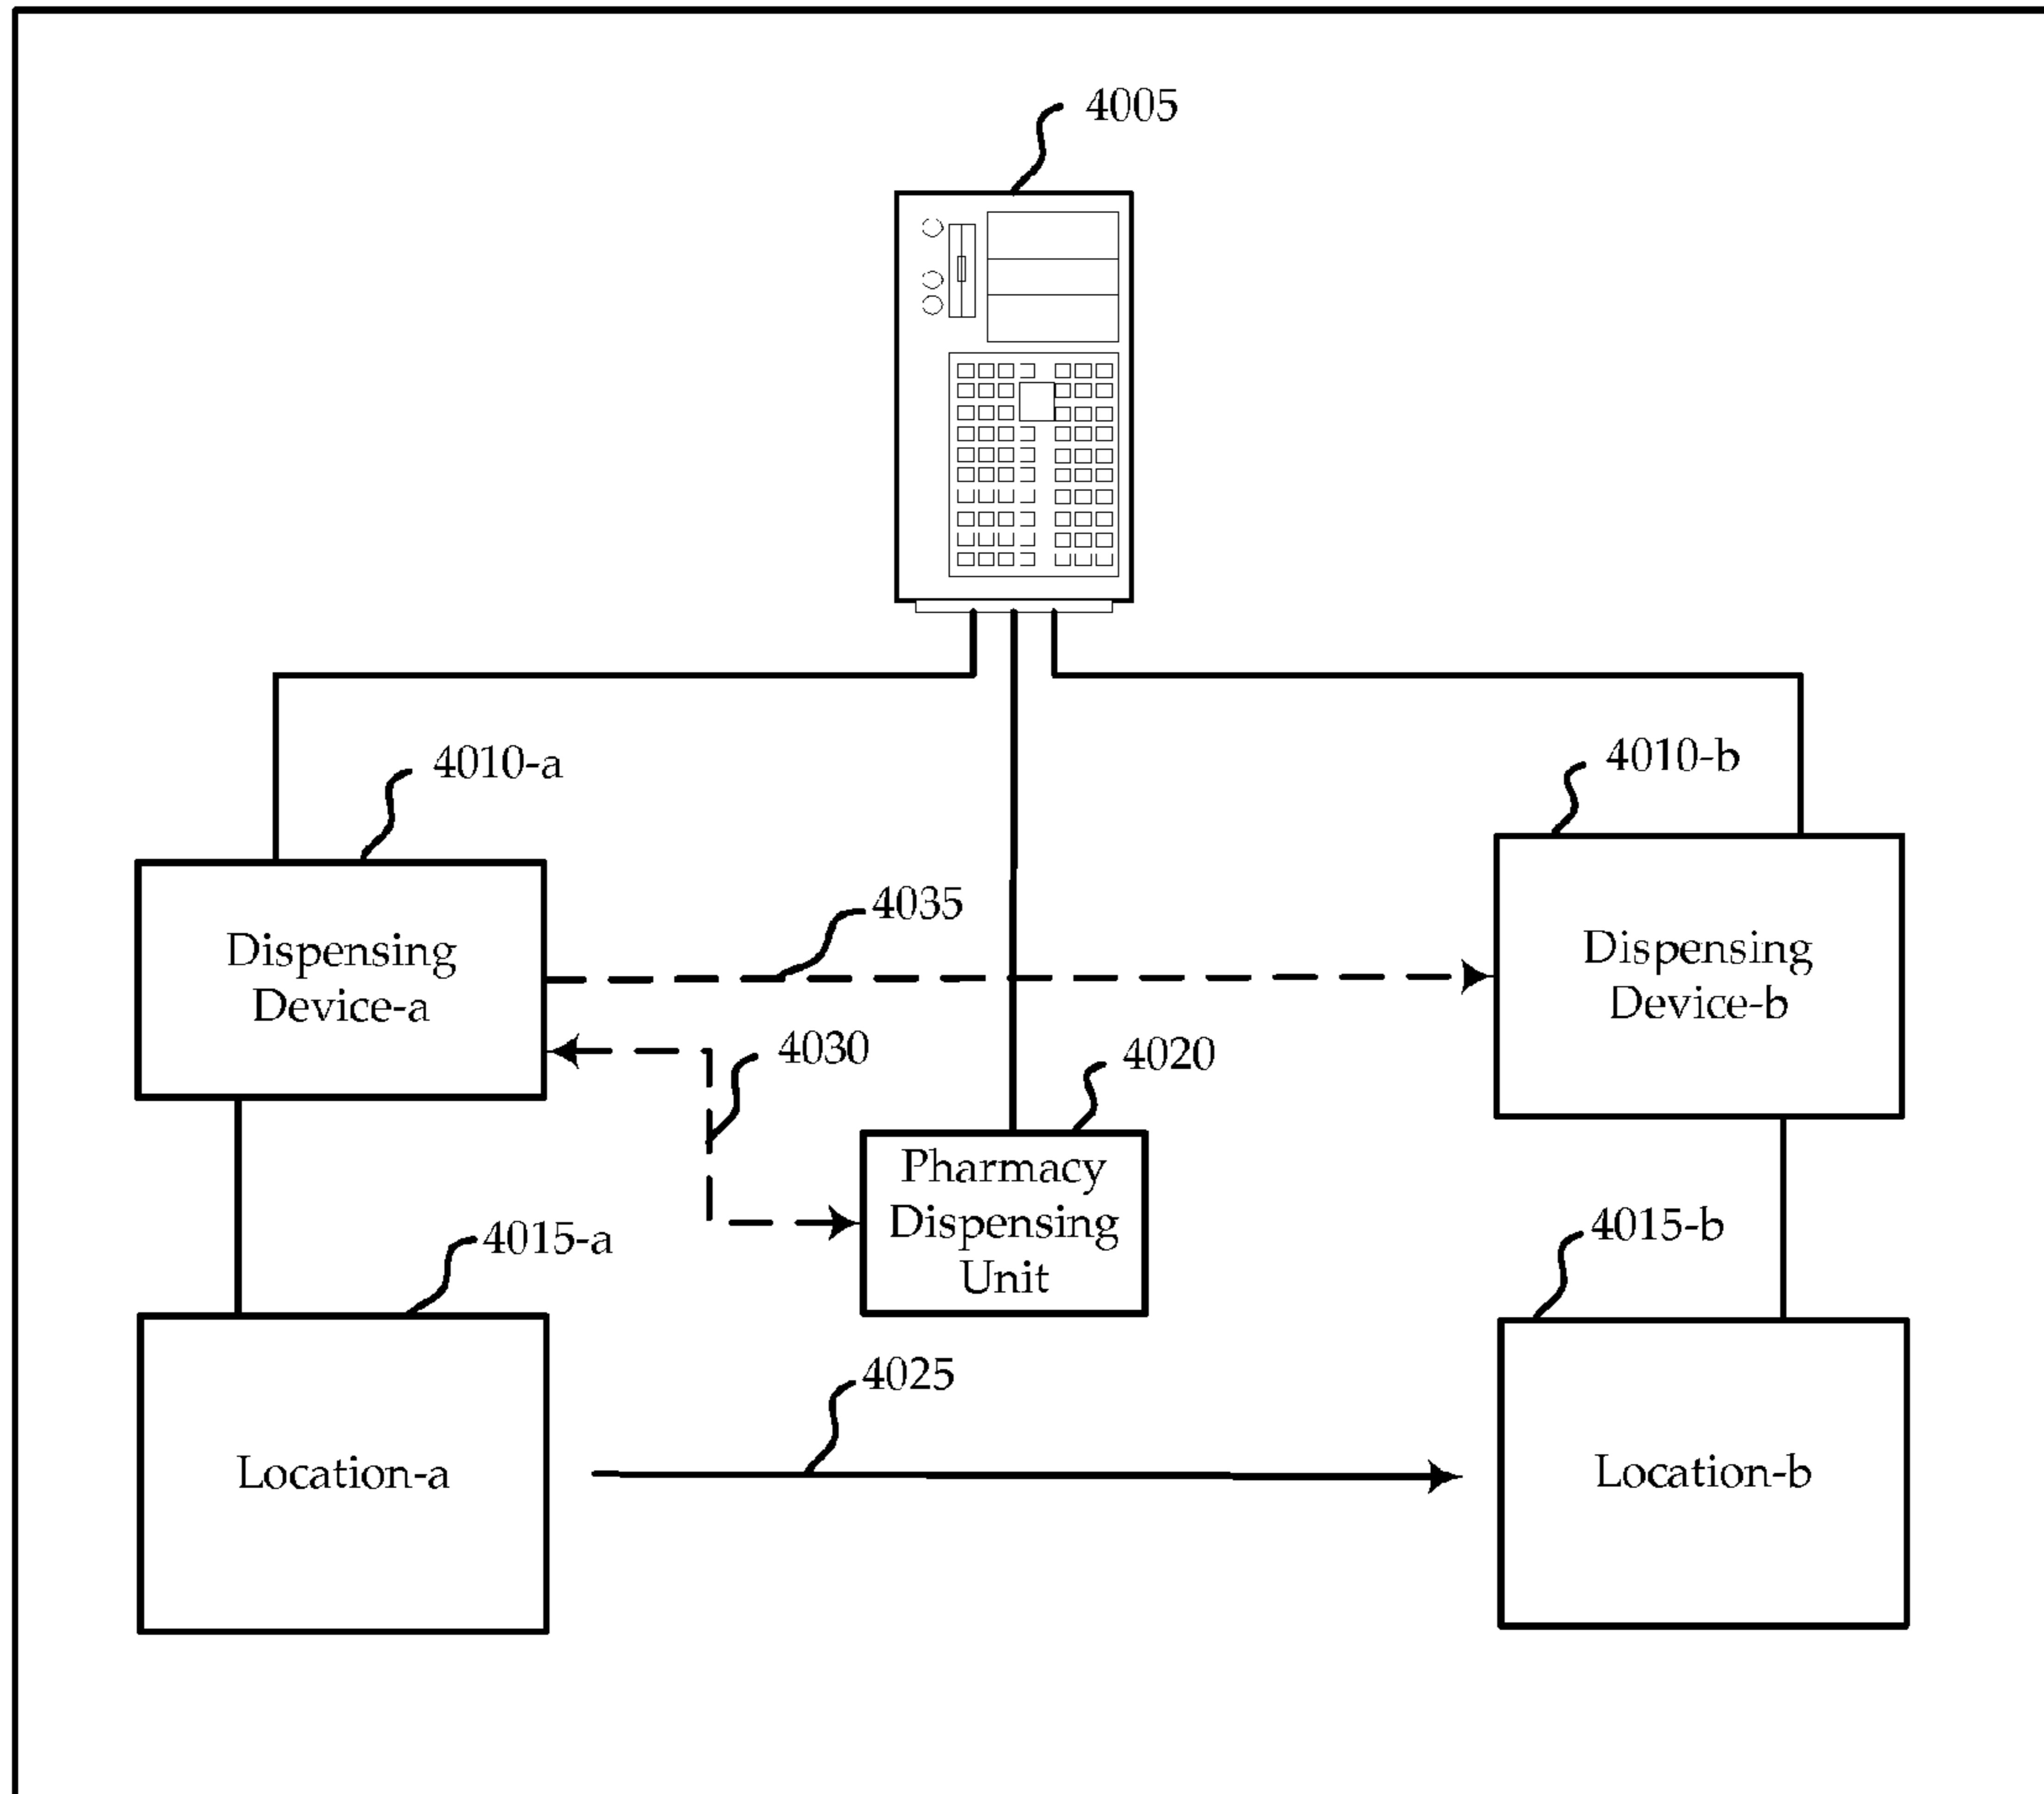 4005
4010-a
4010-b
4035
Dispensing
Device-a
Dispensing
Device-b
4030
4020
Pharmacy
Dispensing
Unit
4015-a
4015-b
4025
Location-a
Location-b